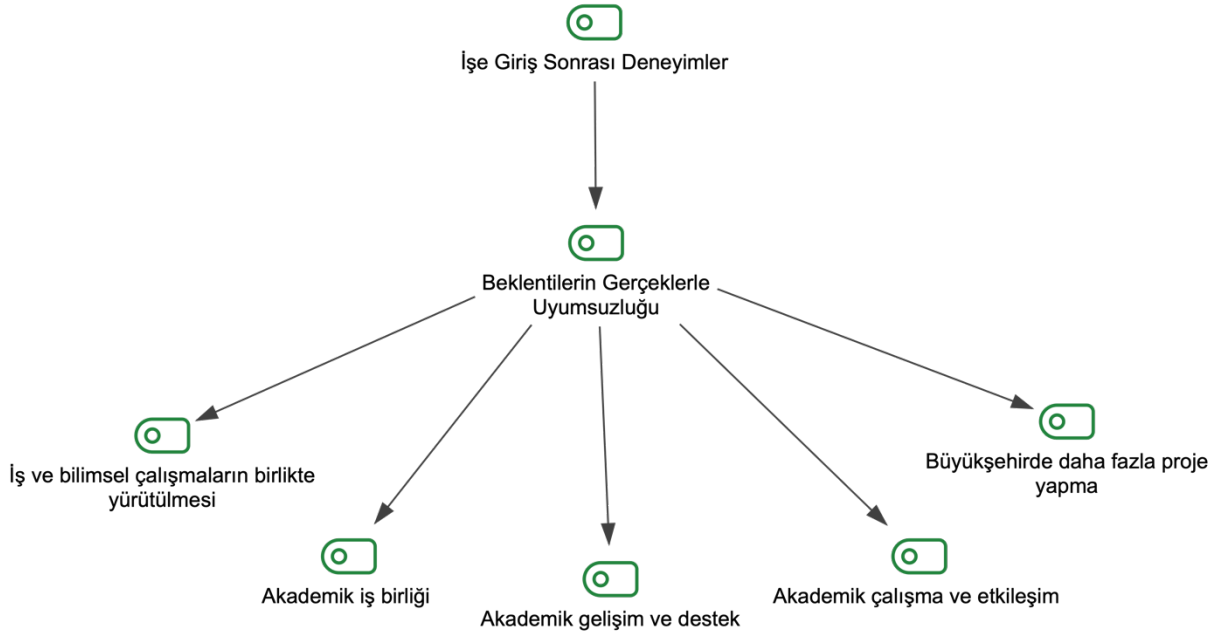 İşe Giriş Sonrası Deneyimler
Beklentilerin Gerçeklerle
Uyumsuzluğu
İş ve bilimsel çalışmaların birlikte
yürütülmesi
Akademik iş birliği
Akademik gelişim ve destek
Akademik çalışma ve etkileşim
Büyükşehirde daha fazla proje
yapma